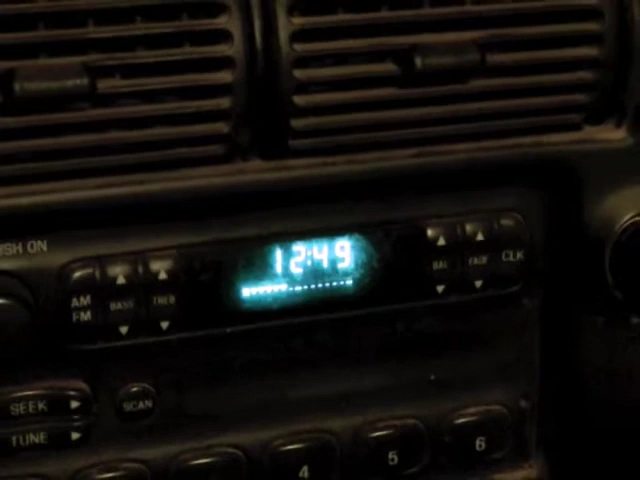 USH ON
12:49
AM
FM
BASS
TREB
BAL
FADE
CLK
SEEK
SCAN
TUNE
4
5
6